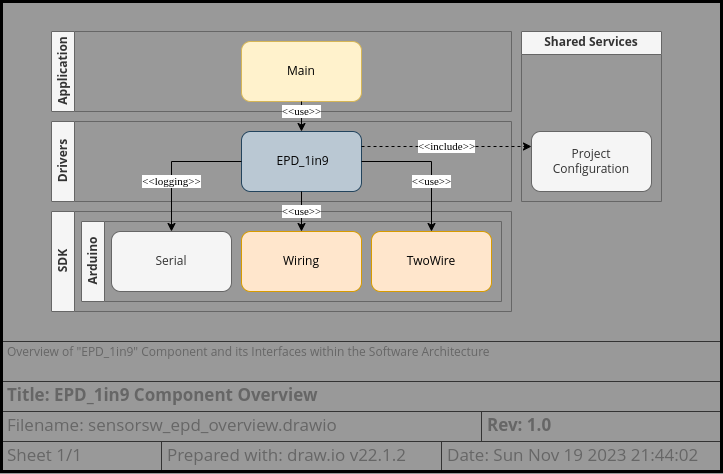 Shared Services
Application
Main
<<use>>
Drivers
EPD_1in9
<<include>>
Project
Configuration
<<logging>>
<<use>>
<<use>>
SDK
Arduino
Serial
Wiring
TwoWire
Overview of "EPD_1in9" Component and its Interfaces within the Software Architecture
Title: EPD_1in9 Component Overview
Filename: sensorsw_epd_overview.drawio
Rev: 1.0
Sheet 1/1
Prepared with: draw.io v22.1.2
Date: Sun Nov 19 2023 21:44:02